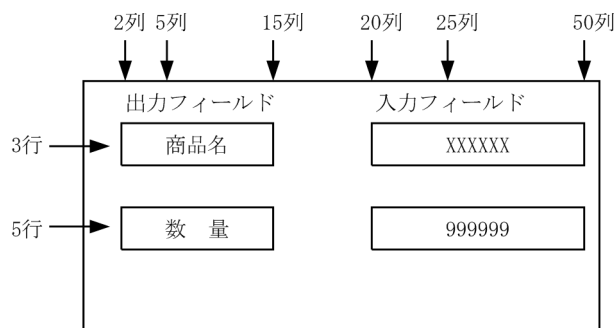 2列 5列 15列 20列 25列 50列
出力フィールド 入力フィールド
3行 商品名 XXXXXX
5行 数　量 999999